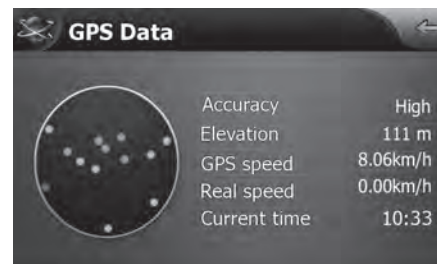 GPS Data
Accuracy High
Elevation 111 m
GPS speed 8.06km/h
Real speed 0.00km/h
Current time 10:33